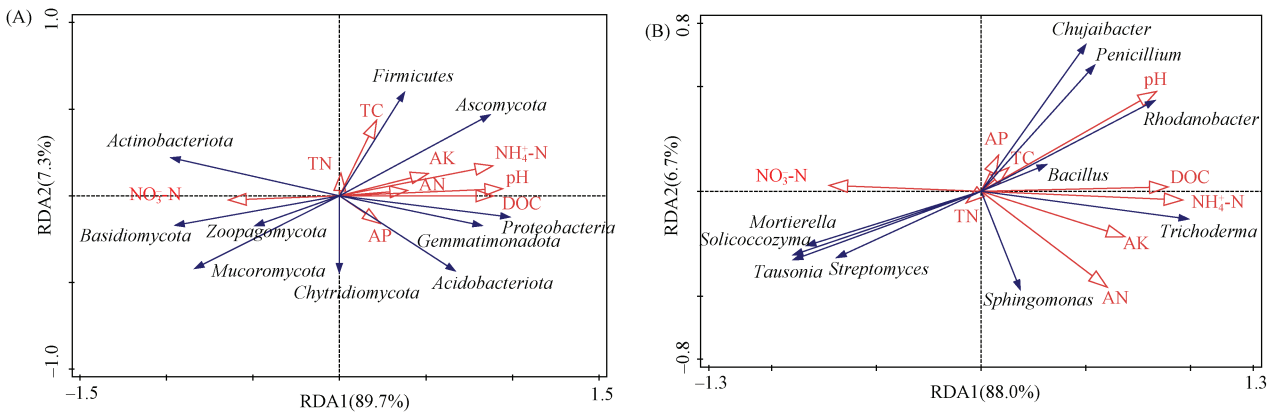 (A)
1.0
Firmicutes
TC
Ascomycota
Actinobacteriota
TN
AK
NH₄⁺-N
AN
pH
NO₃⁻-N
DOC
RDA2(7.3%)
Basidiomycota
Zoopagomycota
AP
Proteobacteria
Gemmatimonadota
Mucoromycota
Chytridiomycota
Acidobacteriota
−1.0
−1.5
RDA1(89.7%)
1.5
(B)
0.8
Chujaibacter
Penicillium
pH
Rhodanobacter
AP
TC
Bacillus
NO₃⁻-N
DOC
RDA2(6.7%)
NH₄⁺-N
TN
Mortierella
Trichoderma
Solicoccozyma
AK
Tausonia
Streptomyces
AN
Sphingomonas
−0.8
−1.3
RDA1(88.0%)
1.3